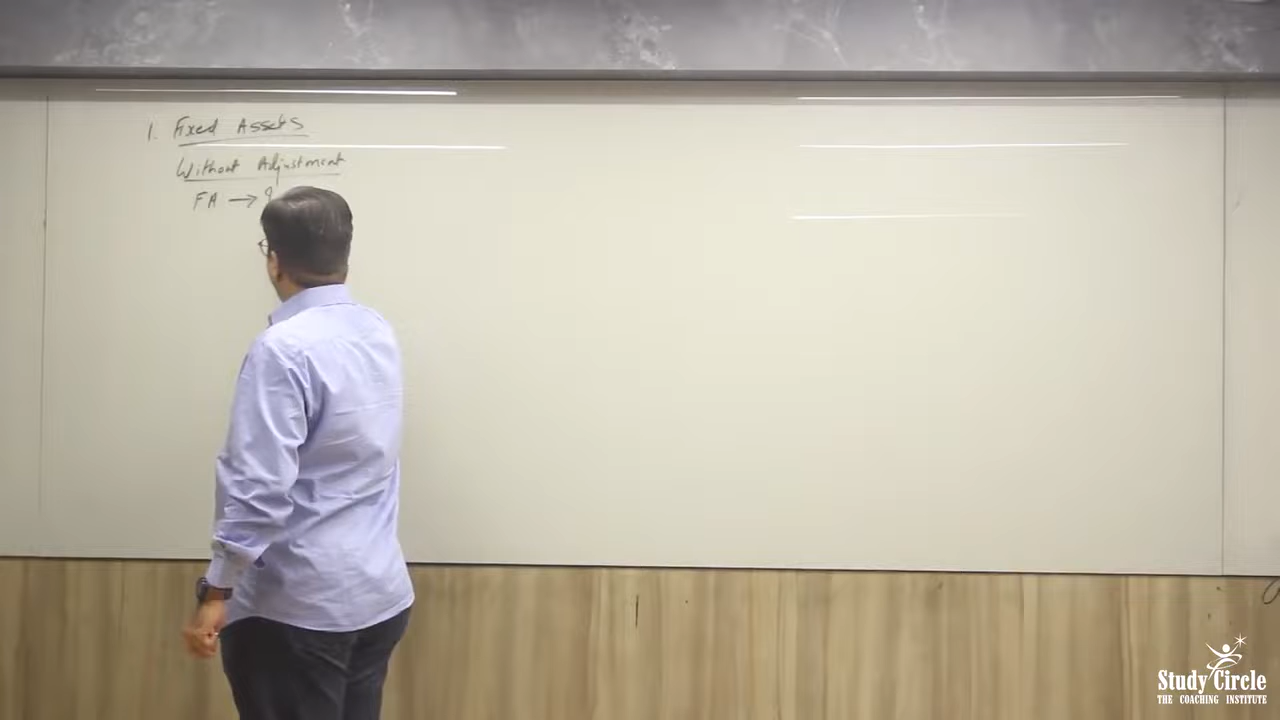 1. Fixed Assets
Without Adjustment
FA →
Study Circle
THE COACHING INSTITUTE